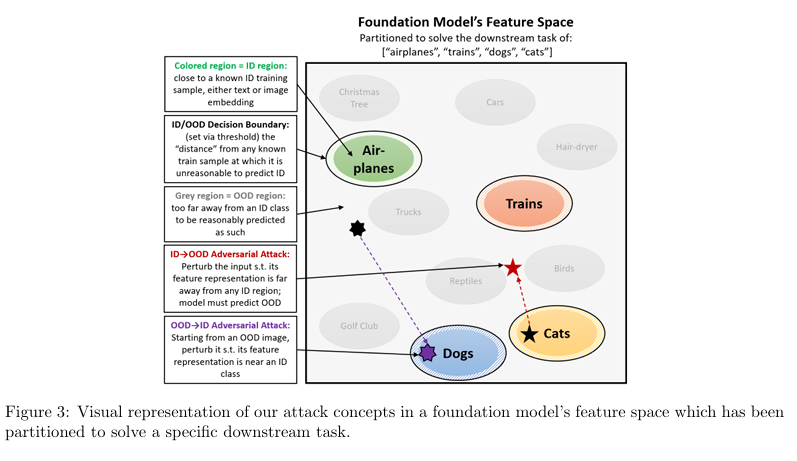 Foundation Model's Feature Space
Partitioned to solve the downstream task of:
["airplanes", "trains", "dogs", "cats"]
Colored region = ID region:
close to a known ID training
sample, either text or image
embedding
ID/OOD Decision Boundary:
(set via threshold) the
"distance" from any known
train sample at which it is
unreasonable to predict ID
Grey region = OOD region:
too far away from an ID class
to be reasonably predicted
as such
ID→OOD Adversarial Attack:
Perturb the input s.t. its
feature representation is far
away from any ID region;
model must predict OOD
OOD→ID Adversarial Attack:
Starting from an OOD image,
perturb it s.t. its feature
representation is near an ID
class
Christmas
Tree
Cars
Hair-dryer
Air-
planes
Trucks
Trains
Birds
Reptiles
Golf Club
Dogs
Cats
Figure 3: Visual representation of our attack concepts in a foundation model's feature space which has been
partitioned to solve a specific downstream task.